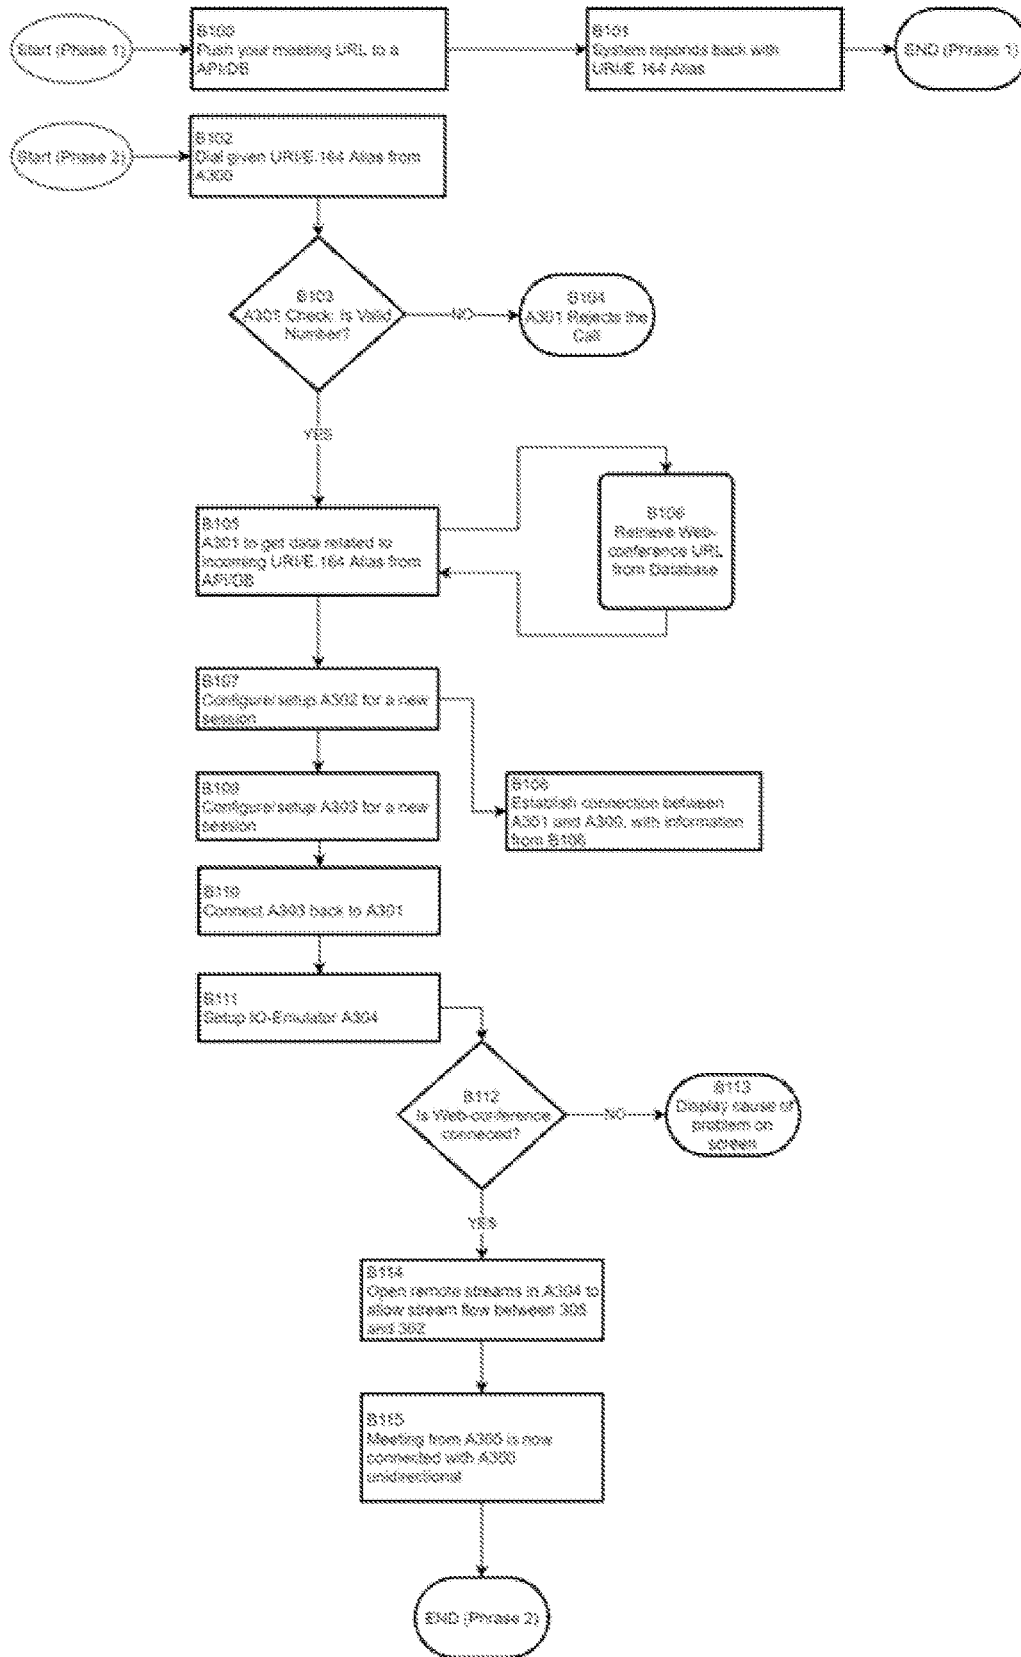 Start (Phase 1)
B100
Push your meeting URL to a
API/DB
B101
System reponds back with
URI/E.164 Alias
END (Phrase 1)
Start (Phase 2)
B102
Dial given URI/E.164 Alias from
A300
B103
A301 Check: Is Valid
Number?
NO
B104
A301 Rejects the
Call
YES
B105
A301 to get data related to
incoming URI/E.164 Alias from
API/DB
B106
Retrieve Web-
conference URL
from Database
B107
Configure/setup A302 for a new
session
B109
Configure/setup A303 for a new
session
Establish connection between
A301 and A300, with information
from B106
B110
Connect A303 back to A301
B111
Setup IO-Emulator A304
B112
Is Web-conference
conneced?
NO
B113
Display cause of
problem on
screen
YES
B114
Open remote streams in A304 to
allow stream flow between 305
and 302
B115
Meeting from A305 is now
connected with A300
unidirectional
END (Phrase 2)